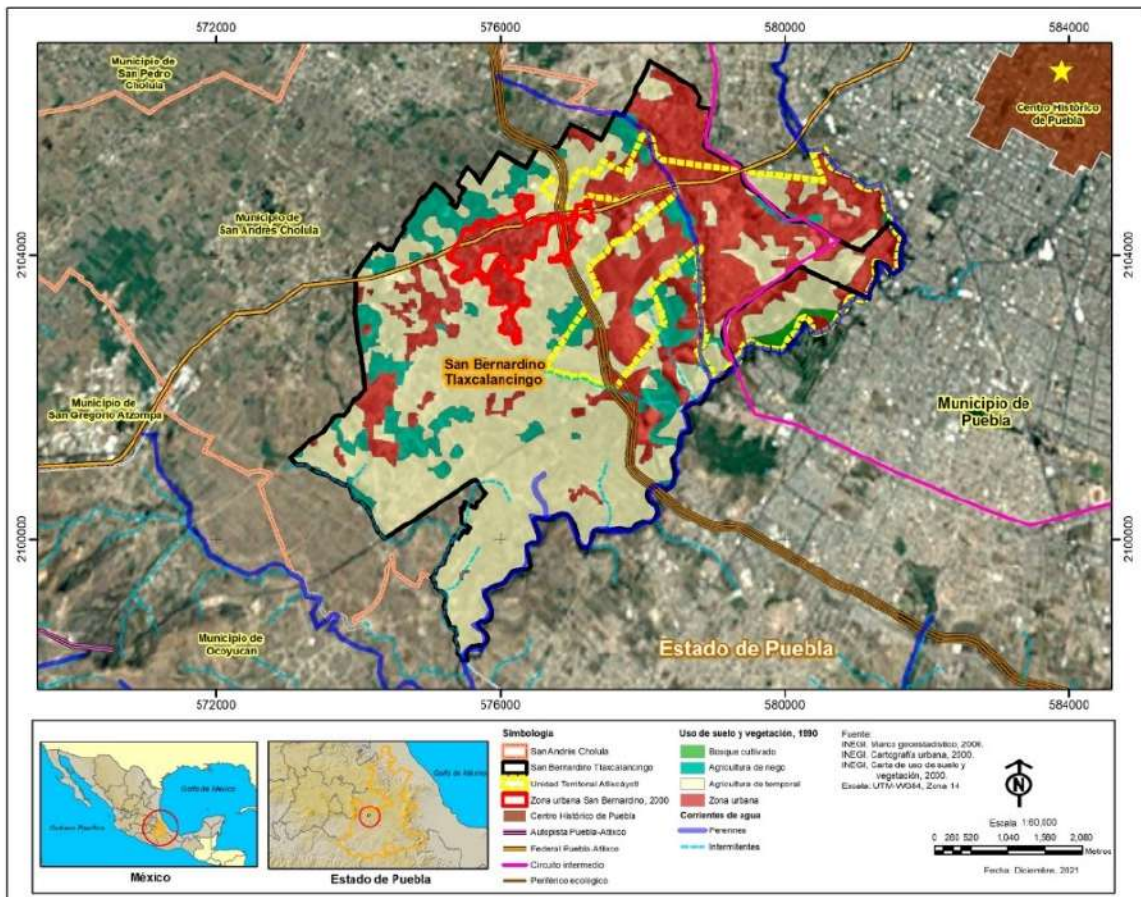 572000
576000
580000
584000
Municipio de
San Pedro
Cholula
Centro Histórico
de Puebla
Municipio de
San Andrés Cholula
2104000
2104000
San Bernardino
Tlaxcalancingo
Municipio de
San Gregorio Atzompa
Municipio de
Puebla
2100000
2100000
Municipio de
Ocoyucan
Estado de Puebla
572000
576000
580000
584000
Golfo de México
Océano Pacífico
México
Golfo de México
Estado de Puebla
Simbología
San Andrés Cholula
San Bernardino Tlaxcalancingo
Unidad Territorial Atlixcáyotl
Zona urbana San Bernardino, 2000
Centro Histórico de Puebla
Autopista Puebla-Atlixco
Federal Puebla-Atlixco
Circuito intermedio
Periférico ecológico
Uso de suelo y vegetación, 1990
Bosque cultivado
Agricultura de riego
Agricultura de temporal
Zona urbana
Corrientes de agua
Perennes
Intermitentes
Fuente:
INEGI. Marco geoestadístico,
INEGI. Cartografía urbana, 2000.
INEGI. Carta de uso de suelo y
vegetación, 2000.
Escala: Zona 14
N
Escala 1:60,000
0 260 520 1,040 1,560 2,080
Metros
Fecha: Diciembre, 2021